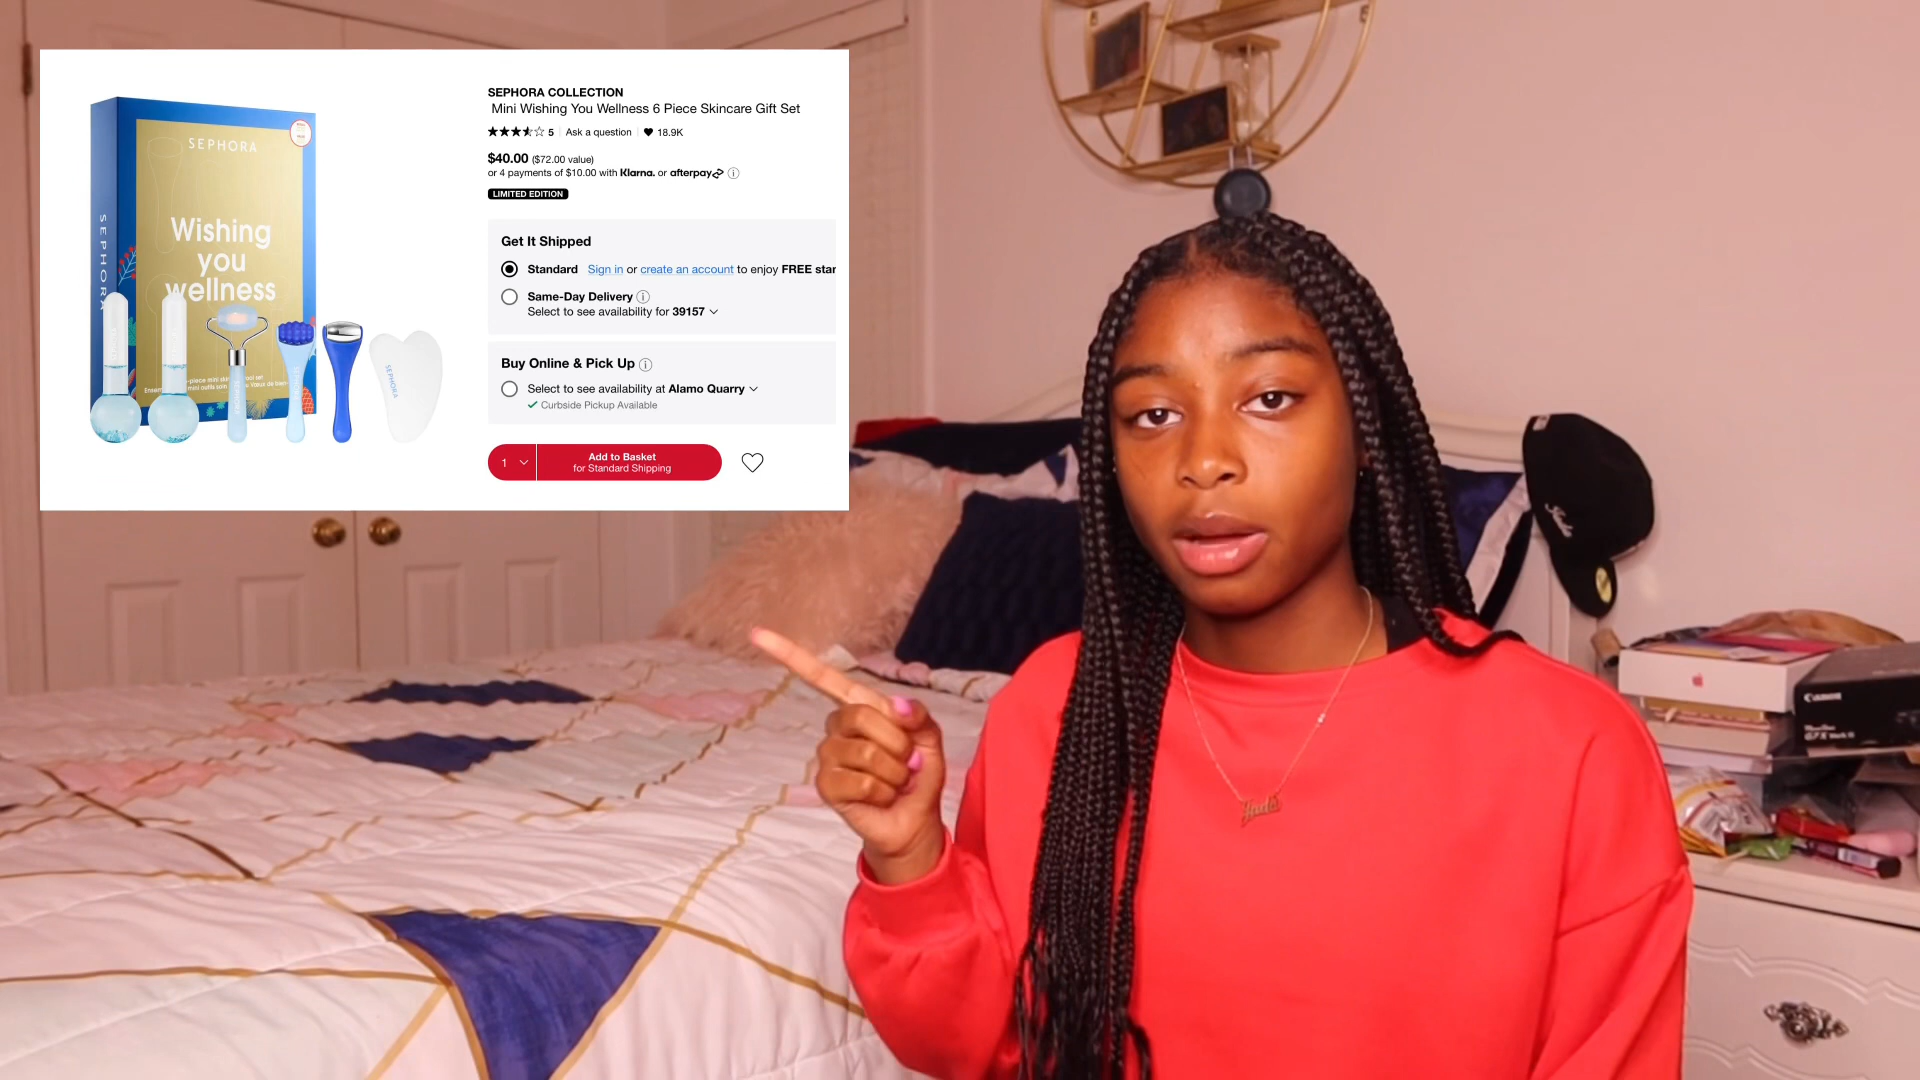 SEPHORA COLLECTION
Mini Wishing You Wellness 6 Piece Skincare Gift Set
5 Ask a question 18.9K
$40.00 ($72.00 value)
or 4 payments of $10.00 with Klarna. or afterpay
LIMITED EDITION
Get It Shipped
Standard Sign in or create an account to enjoy FREE stan
Same-Day Delivery
Select to see availability for 39157
Buy Online & Pick Up
Select to see availability at Alamo Quarry
Curbside Pickup Available
1 Add to Basket
for Standard Shipping
SEPHORA
SEPHORA
Wishing
you
wellness
SEPHORA
Canon